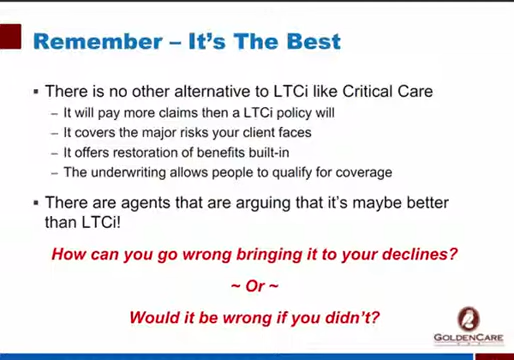 Remember – It's The Best
▪ There is no other alternative to LTCi like Critical Care
– It will pay more claims then a LTCi policy will
– It covers the major risks your client faces
– It offers restoration of benefits built-in
– The underwriting allows people to qualify for coverage
▪ There are agents that are arguing that it's maybe better
than LTCi!
How can you go wrong bringing it to your declines?
~ Or ~
Would it be wrong if you didn't?
GOLDENCARE